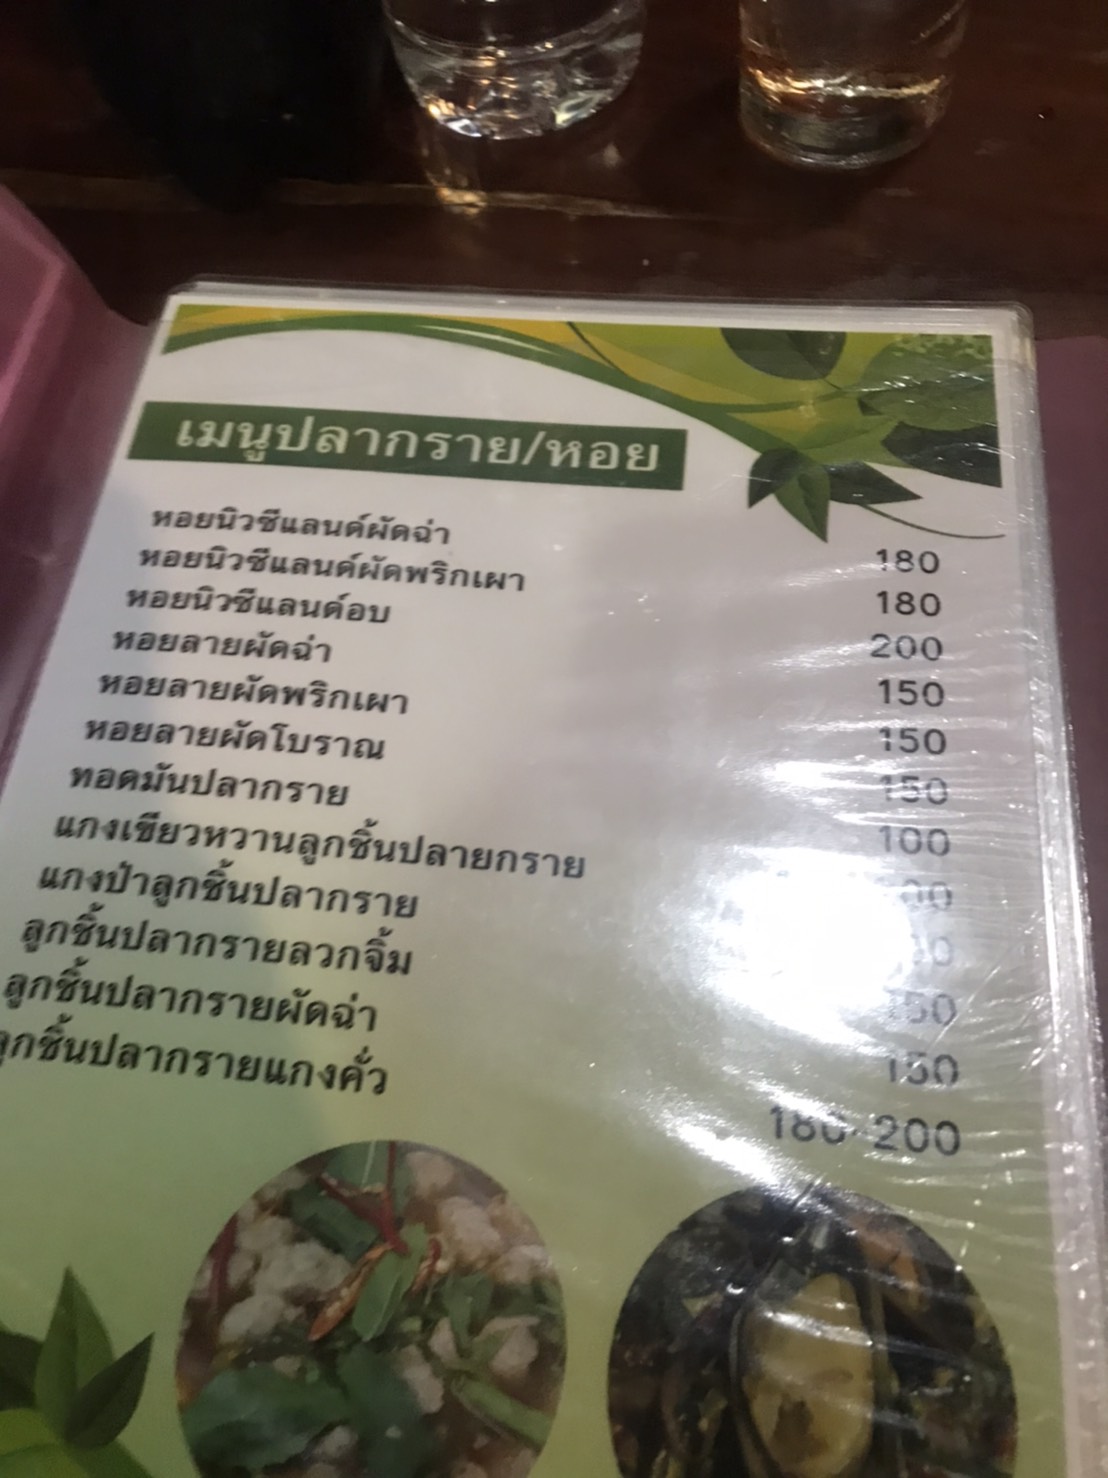 เมนูปลากราย/หอย
หอยนิวซีแลนด์ผัดฉ่า 180
หอยนิวซีแลนด์ผัดพริกเผา 180
หอยนิวซีแลนด์อบ 200
หอยลายผัดฉ่า 150
หอยลายผัดพริกเผา 150
หอยลายผัดโบราณ 150
ทอดมันปลากราย 100
แกงเขียวหวานลูกชิ้นปลายกราย
แกงป่าลูกชิ้นปลากราย
ลูกชิ้นปลากรายลวกจิ้ม 150
ลูกชิ้นปลากรายผัดฉ่า 150
ลูกชิ้นปลากรายแกงคั่ว 180-200